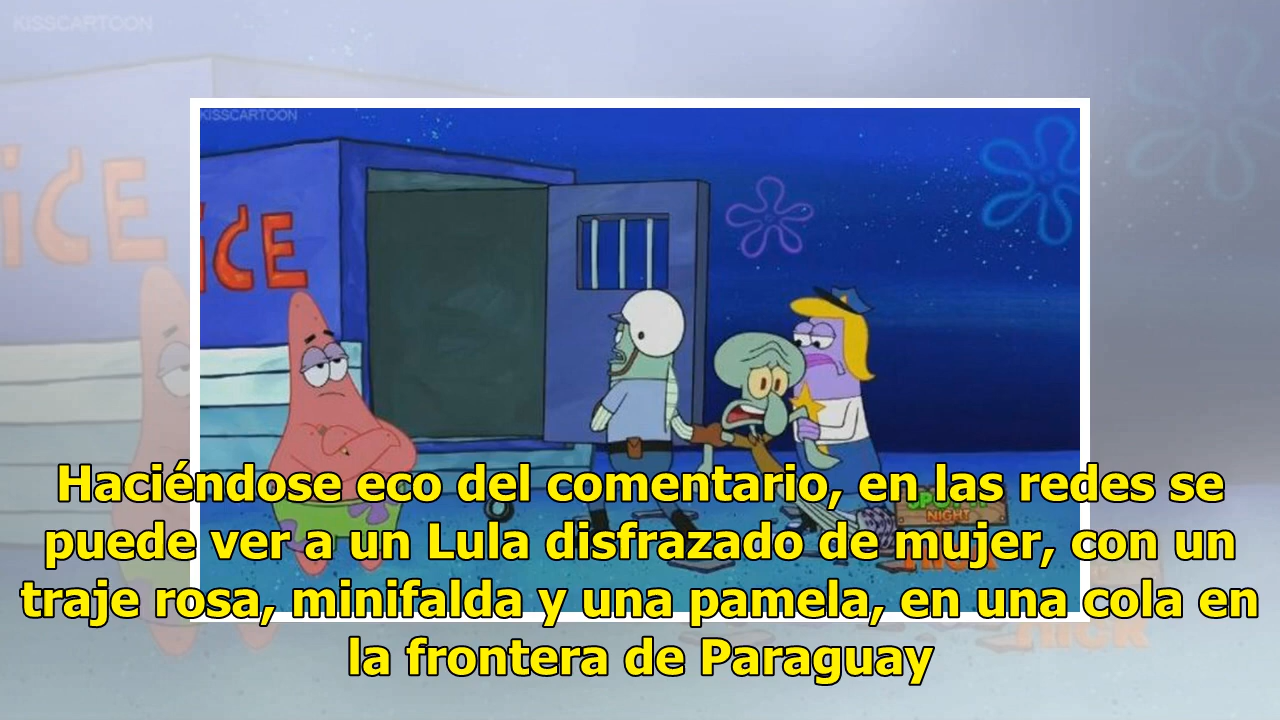 KISSCARTOON
KISSCARTOON
ICE
ICE
NIGHT
Haciéndose eco del comentario, en las redes se
puede ver a un Lula disfrazado de mujer, con un
traje rosa, minifalda y una pamela, en una cola en
la frontera de Paraguay